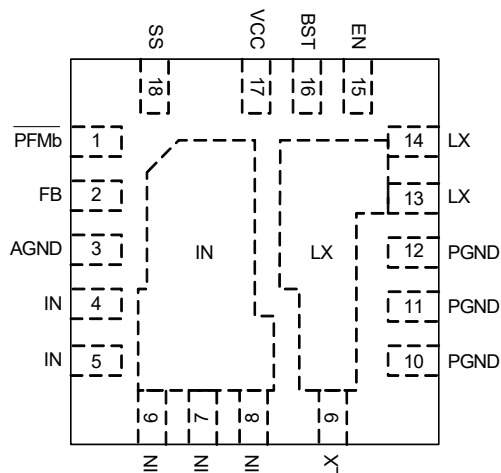 SS
VCC
BST
EN
18
17
16
15
PFMb
1
14
LX
FB
2
13
LX
AGND
3
IN
LX
12
PGND
IN
4
11
PGND
IN
5
10
PGND
6
7
8
9
IN
IN
IN
LX